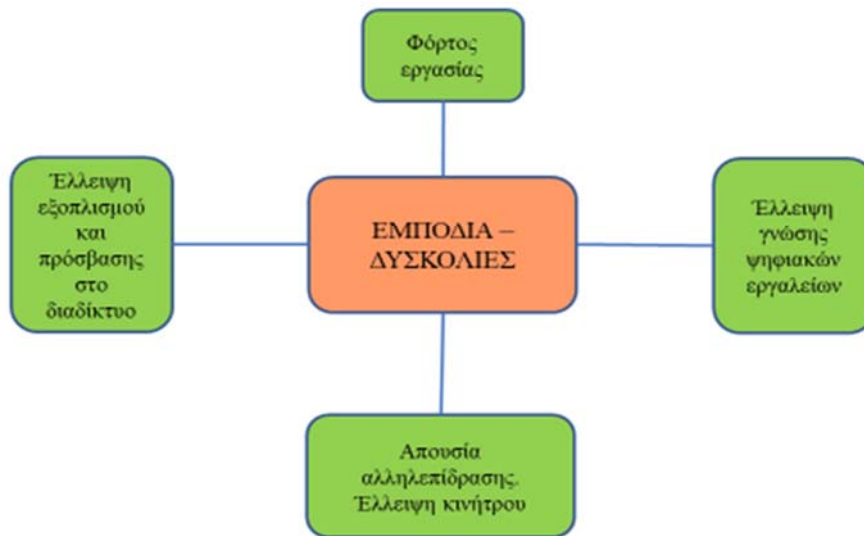 Φόρτος
εργασίας
Έλλειψη
εξοπλισμού
και
πρόσβασης
στο
διαδίκτυο
ΕΜΠΟΔΙΑ –
ΔΥΣΚΟΛΙΕΣ
Έλλειψη
γνώσης
ψηφιακών
εργαλείων
Απουσία
αλληλεπίδρασης.
Έλλειψη κινήτρου